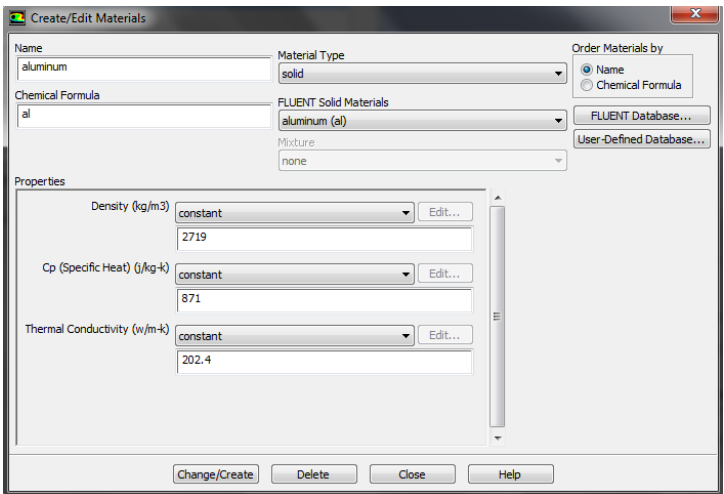 Create/Edit Materials
Name
aluminum
Chemical Formula
al
Material Type
solid
FLUENT Solid Materials
aluminum (al)
Mixture
none
Order Materials by
Name
Chemical Formula
FLUENT Database...
User-Defined Database...
Properties
Density (kg/m3)
constant
Edit...
2719
Cp (Specific Heat) (j/kg-k)
constant
Edit...
871
Thermal Conductivity (w/m-k)
constant
Edit...
202.4
Change/Create
Delete
Close
Help